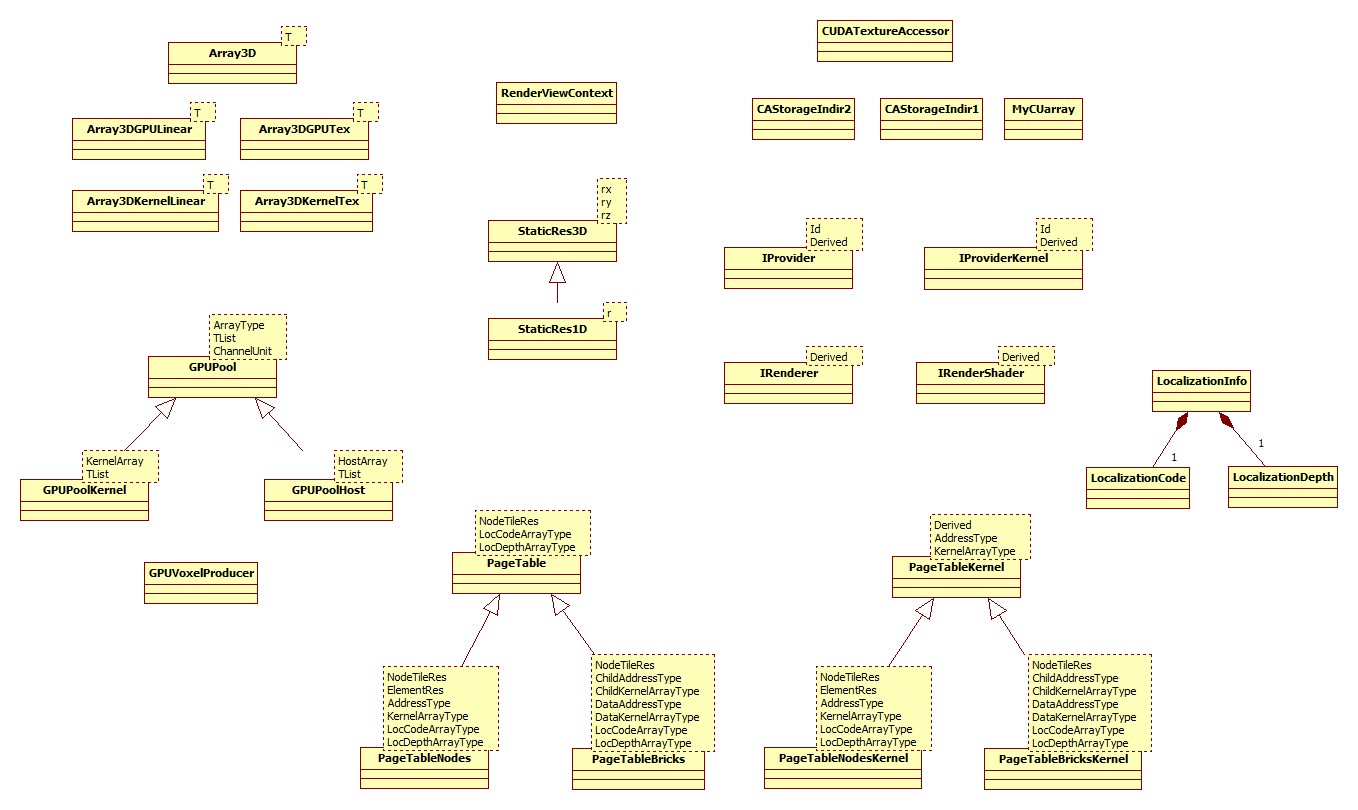 T
Array3D
CUDATextureAccessor
RenderViewContext
T
Array3DGPULinear
T
Array3DGPUTex
CAStorageIndir2
CAStorageIndir1
MyCUarray
T
Array3DKernelLinear
T
Array3DKernelTex
rx
ry
rz
StaticRes3D
Id
Derived
IProvider
Id
Derived
IProviderKernel
r
StaticRes1D
ArrayType
TList
ChannelUnit
GPUPool
Derived
IRenderer
Derived
IRenderShader
LocalizationInfo
1
1
LocalizationCode
LocalizationDepth
KernelArray
TList
GPUPoolKernel
HostArray
TList
GPUPoolHost
GPUVoxelProducer
NodeTileRes
LocCodeArrayType
LocDepthArrayType
PageTable
Derived
AddressType
KernelArrayType
PageTableKernel
NodeTileRes
ElementRes
AddressType
KernelArrayType
LocCodeArrayType
LocDepthArrayType
PageTableNodes
NodeTileRes
ChildAddressType
ChildKernelArrayType
DataAddressType
DataKernelArrayType
LocCodeArrayType
LocDepthArrayType
PageTableBricks
NodeTileRes
ElementRes
AddressType
KernelArrayType
LocCodeArrayType
LocDepthArrayType
PageTableNodesKernel
NodeTileRes
ChildAddressType
ChildKernelArrayType
DataAddressType
DataKernelArrayType
LocCodeArrayType
LocDepthArrayType
PageTableBricksKernel